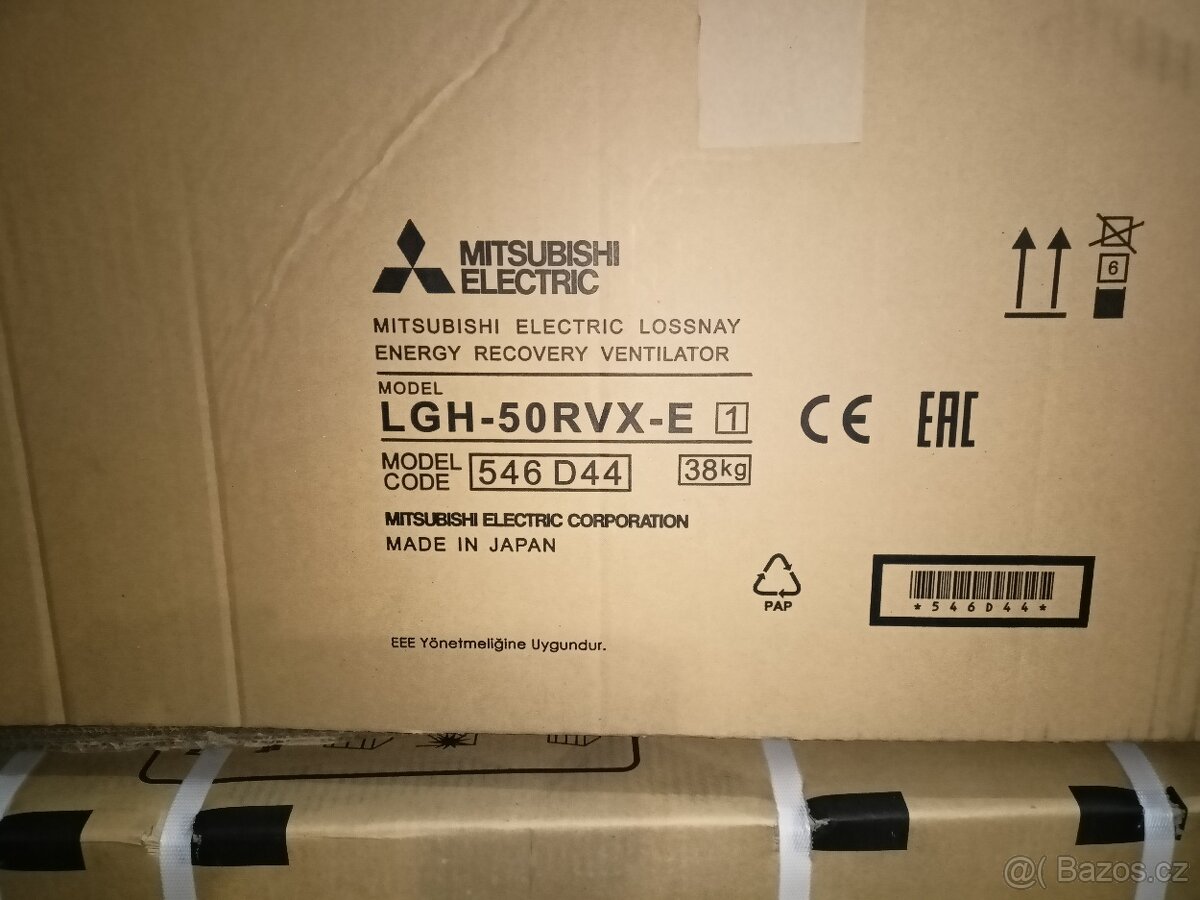 MITSUBISHI
ELECTRIC
MITSUBISHI ELECTRIC LOSSNAY
ENERGY RECOVERY VENTILATOR
MODEL
LGH-50RVX-E 1
MODEL CODE 546 D44 38kg
MITSUBISHI ELECTRIC CORPORATION
MADE IN JAPAN
EEE Yönetmeliğine Uygundur.
6
CE EAC
PAP
*546D44*
@( Bazos.cz